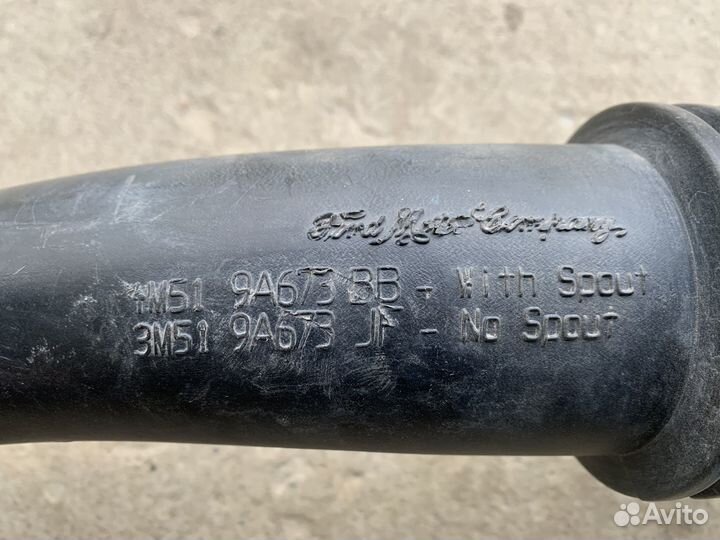 Ford Motor Company
4M51 9A673 BB - With Spout
3M51 9A673 JF - No Spout
Avito